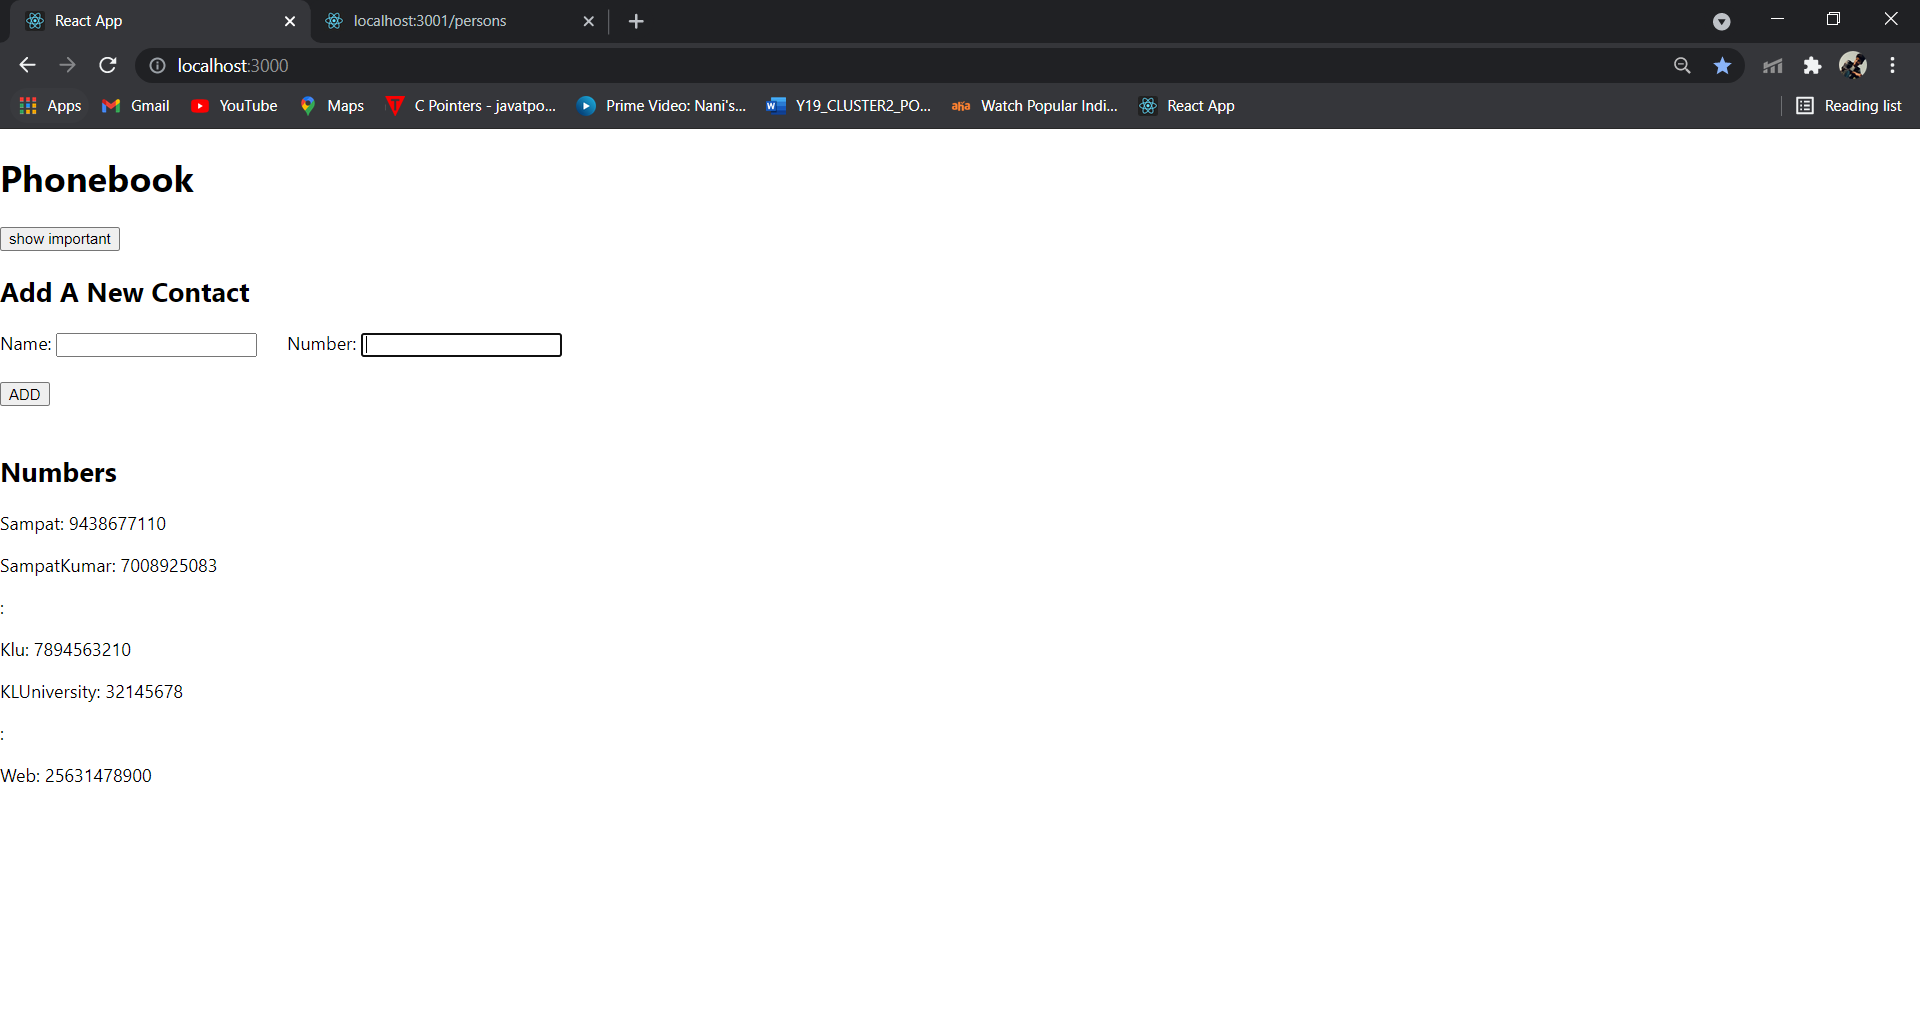 React App
localhost:3001/persons
localhost:3000
Apps
Gmail
YouTube
Maps
C Pointers - javatpo...
Prime Video: Nani's...
Y19_CLUSTER2_PO...
aha
Watch Popular Indi...
React App
Reading list
Phonebook
show important
Add A New Contact
Name: Number:
ADD
Numbers
Sampat: 9438677110
SampatKumar: 7008925083
:
Klu: 7894563210
KLUniversity: 32145678
:
Web: 25631478900